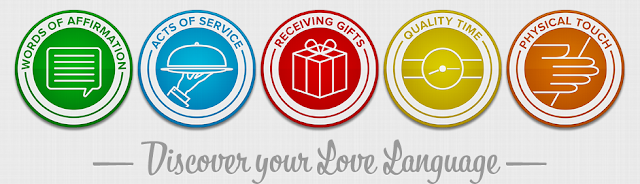 WORDS OF AFFIRMATION
ACTS OF SERVICE
RECEIVING GIFTS
QUALITY TIME
PHYSICAL TOUCH
Discover your Love Language